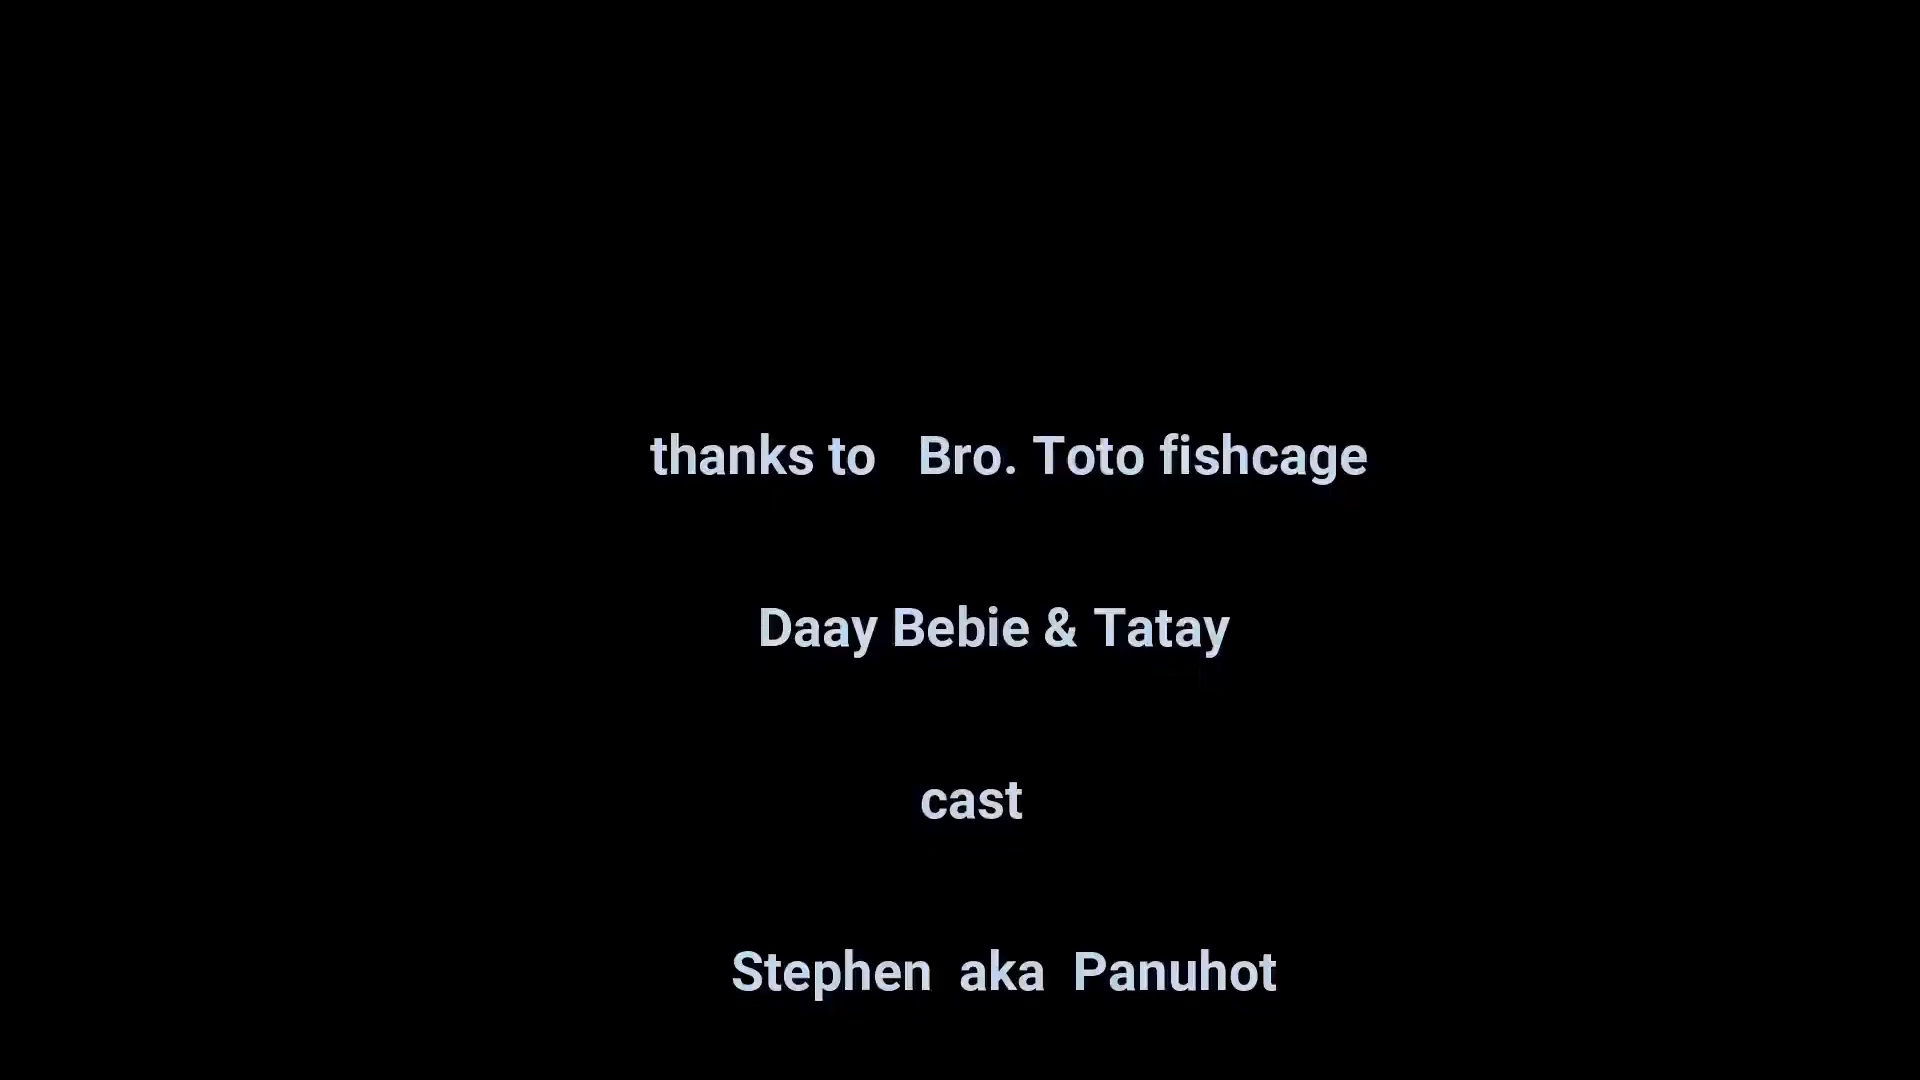 thanks to   Bro. Toto fishcage
Daay Bebie & Tatay
cast
Stephen  aka  Panuhot